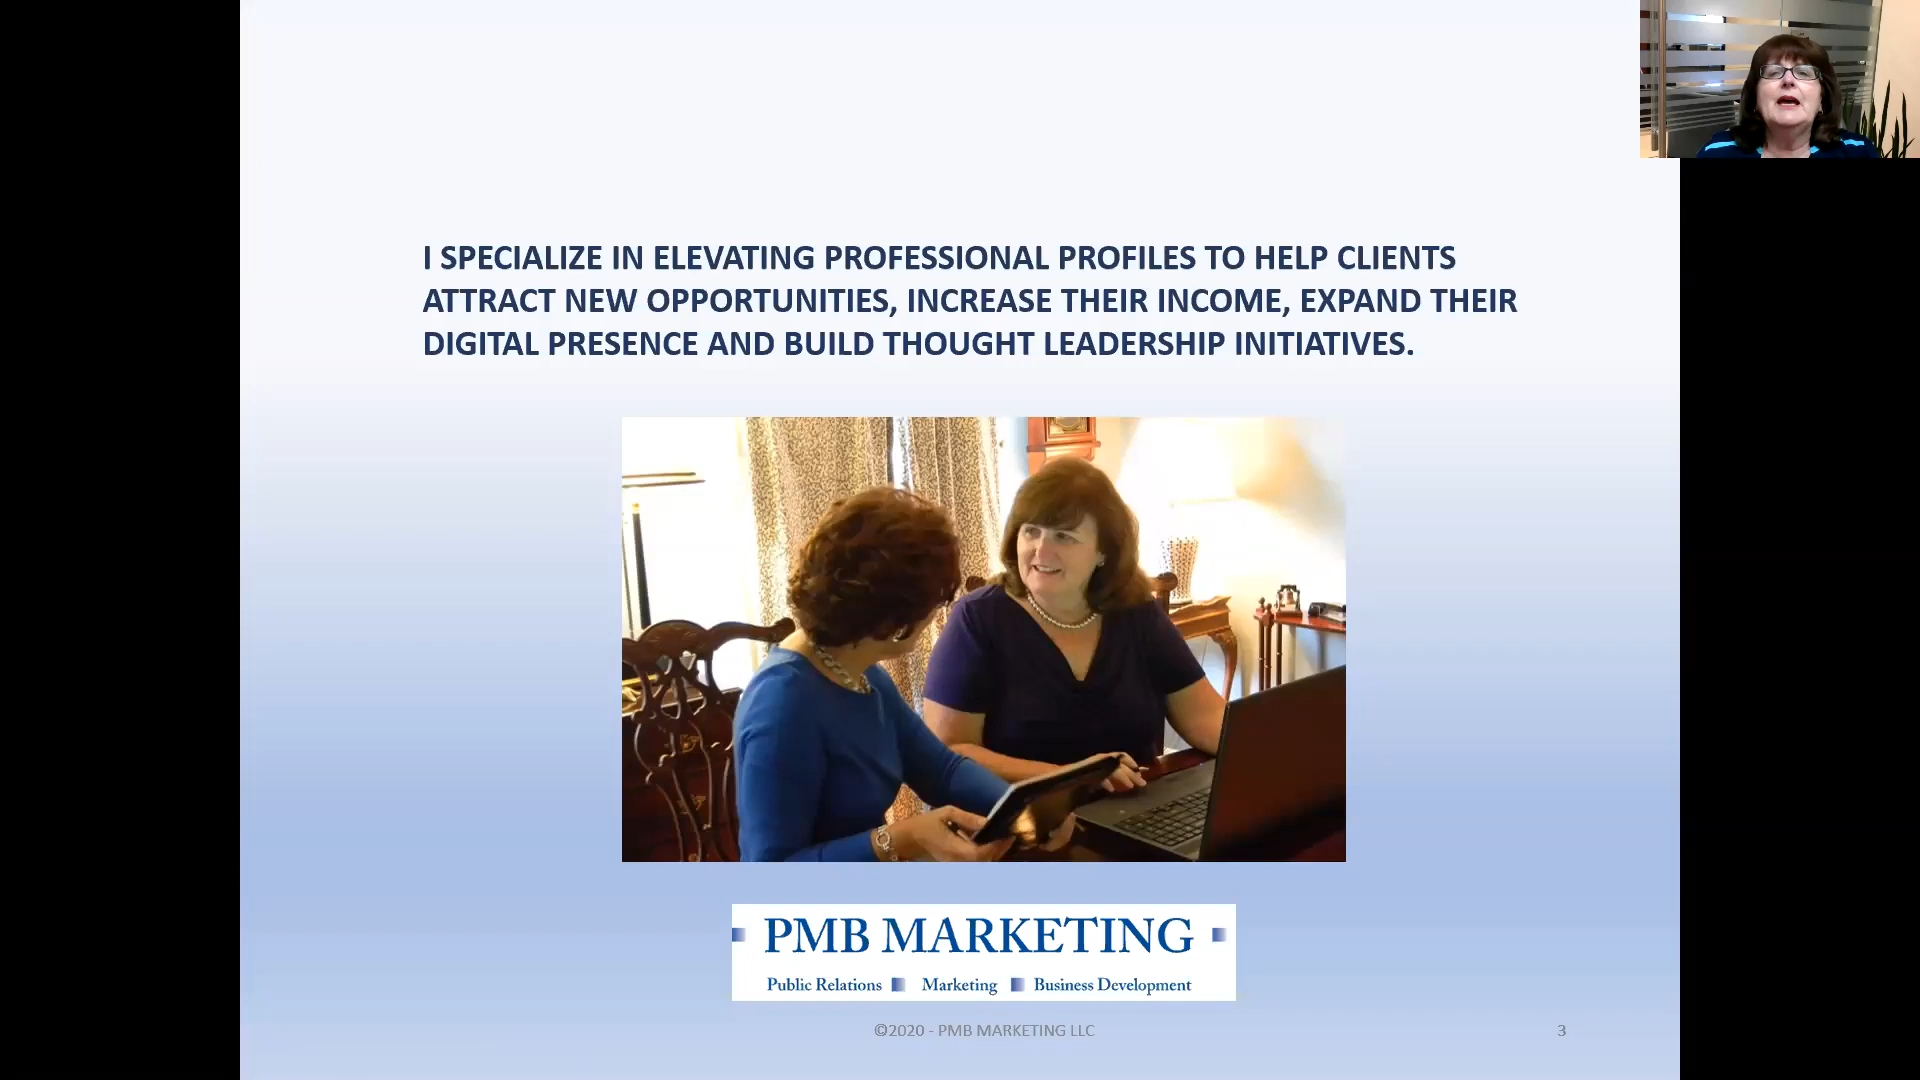 I SPECIALIZE IN ELEVATING PROFESSIONAL PROFILES TO HELP CLIENTS
ATTRACT NEW OPPORTUNITIES, INCREASE THEIR INCOME, EXPAND THEIR
DIGITAL PRESENCE AND BUILD THOUGHT LEADERSHIP INITIATIVES.
PMB MARKETING
Public Relations Marketing Business Development
©2020 - PMB MARKETING LLC 3